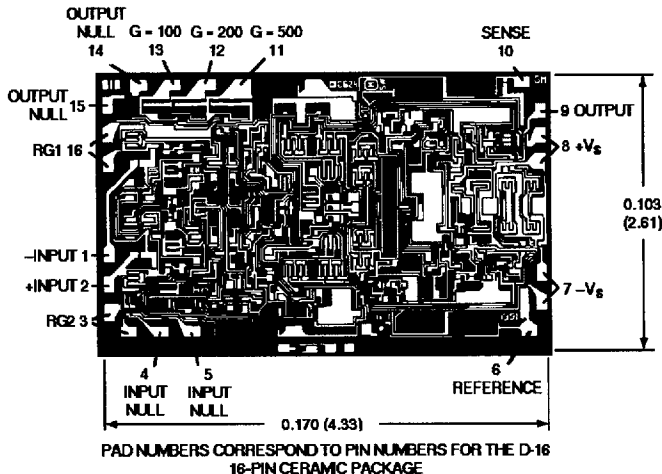 OUTPUT
NULL G = 100 G = 200 G = 500
14 13 12 11
SENSE
10
OUTPUT
NULL 15
9 OUTPUT
RG1 16
8 +Vs
0.103
(2.61)
–INPUT 1
+INPUT 2
7 –Vs
RG2 3
4 5
INPUT INPUT
NULL NULL
6
REFERENCE
0.170 (4.33)
PAD NUMBERS CORRESPOND TO PIN NUMBERS FOR THE D-16
16-PIN CERAMIC PACKAGE